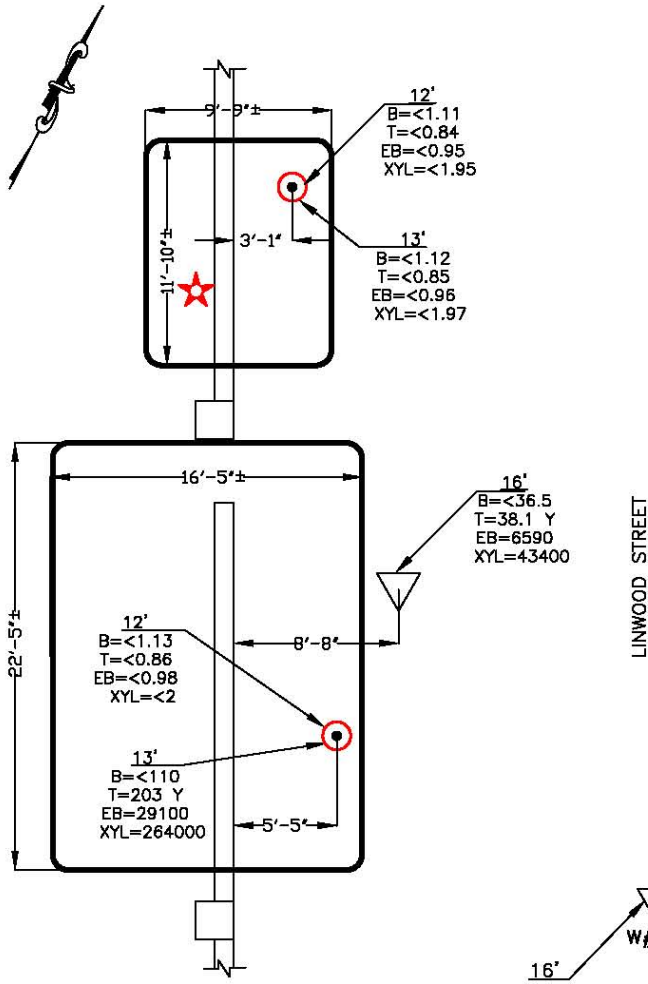 9'-9"±
12'
B=<1.11
T=<0.84
EB=<0.95
XYL=<1.95
11'-10"±
3'-1"
13'
B=<1.12
T=<0.85
EB=<0.96
XYL=<1.97
16'-5"±
16'
B=<36.5
T=38.1 Y
EB=6590
XYL=43400
LINWOOD STREET
22'-5"±
8'-8"
12'
B=<1.13
T=<0.86
EB=<0.98
XYL=<2
13'
B=<110
T=203 Y
EB=29100
XYL=264000
5'-5"
16'